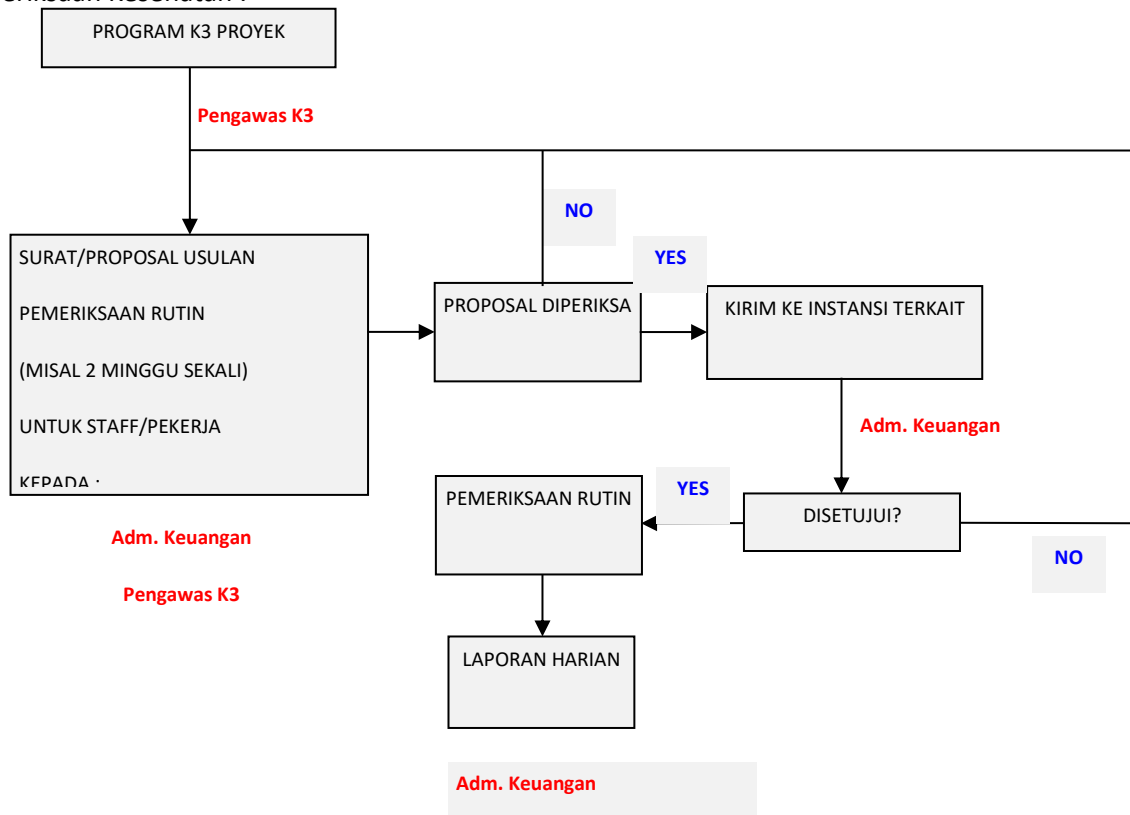 PROGRAM K3 PROYEK
Pengawas K3
NO
YES
SURAT/PROPOSAL USULAN
PEMERIKSAAN RUTIN
(MISAL 2 MINGGU SEKALI)
UNTUK STAFF/PEKERJA
KEPADA :
PROPOSAL DIPERIKSA
KIRIM KE INSTANSI TERKAIT
Adm. Keuangan
PEMERIKSAAN RUTIN
YES
DISETUJUI?
NO
Adm. Keuangan
Pengawas K3
LAPORAN HARIAN
Adm. Keuangan